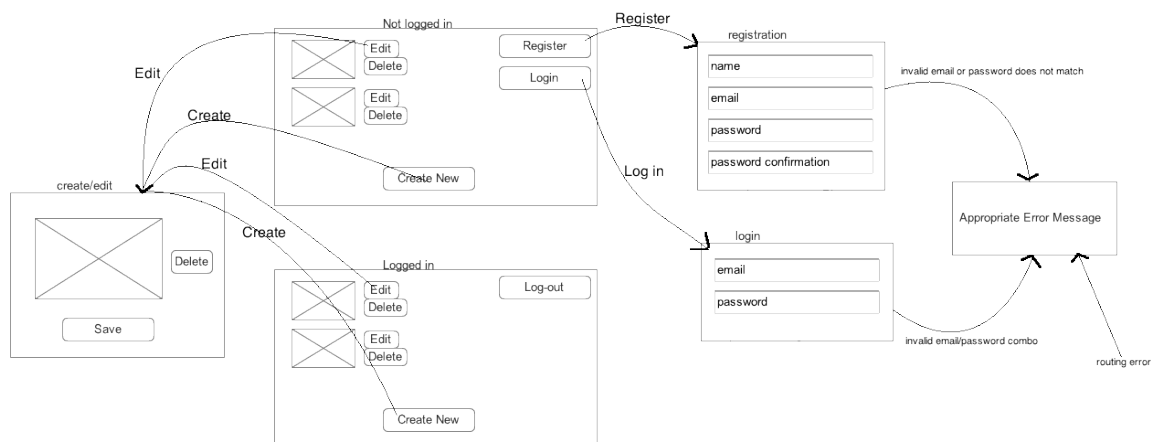 Not logged in
Edit
Delete
Edit
Delete
Register
Login
Create New
Register
registration
name
email
password
password confirmation
invalid email or password does not match
Edit
Create
Edit
Create
Log in
create/edit
Delete
Save
Logged in
Edit
Delete
Edit
Delete
Log-out
Create New
login
email
password
invalid email/password combo
Appropriate Error Message
routing error